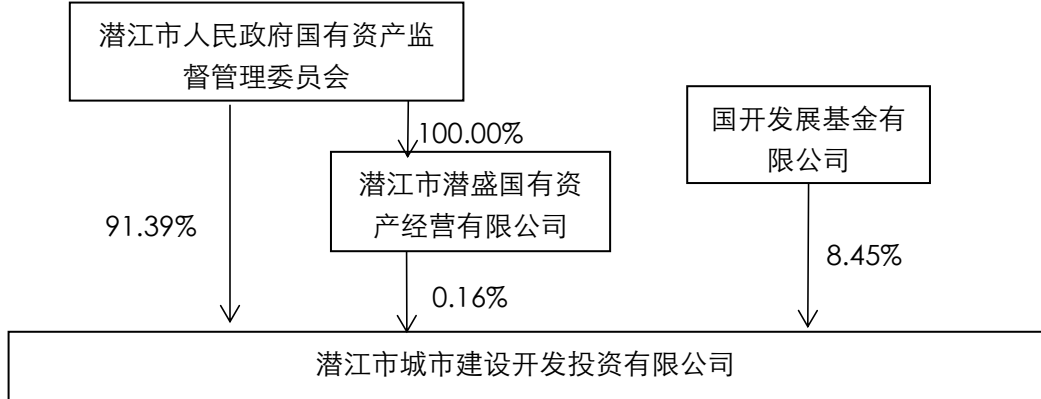 潜江市人民政府国有资产监
督管理委员会
100.00%
国开发展基金有
限公司
潜江市潜盛国有资
产经营有限公司
91.39%
8.45%
0.16%
潜江市城市建设开发投资有限公司